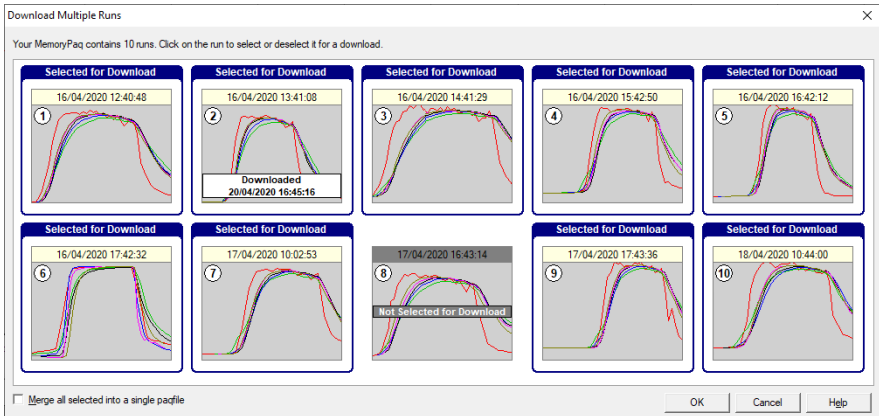 Download Multiple Runs
Your MemoryPaq contains 10 runs. Click on the run to select or deselect it for a download.
Selected for Download
16/04/2020 12:40:48
1
Selected for Download
16/04/2020 13:41:08
2
Downloaded
20/04/2020 16:45:16
Selected for Download
16/04/2020 14:41:29
3
Selected for Download
16/04/2020 15:42:50
4
Selected for Download
16/04/2020 16:42:12
5
Selected for Download
16/04/2020 17:42:32
6
Selected for Download
17/04/2020 10:02:53
7
17/04/2020 16:43:14
8
Not Selected for Download
Selected for Download
17/04/2020 17:43:36
9
Selected for Download
18/04/2020 10:44:00
10
Merge all selected into a single paqfile
OK
Cancel
Help